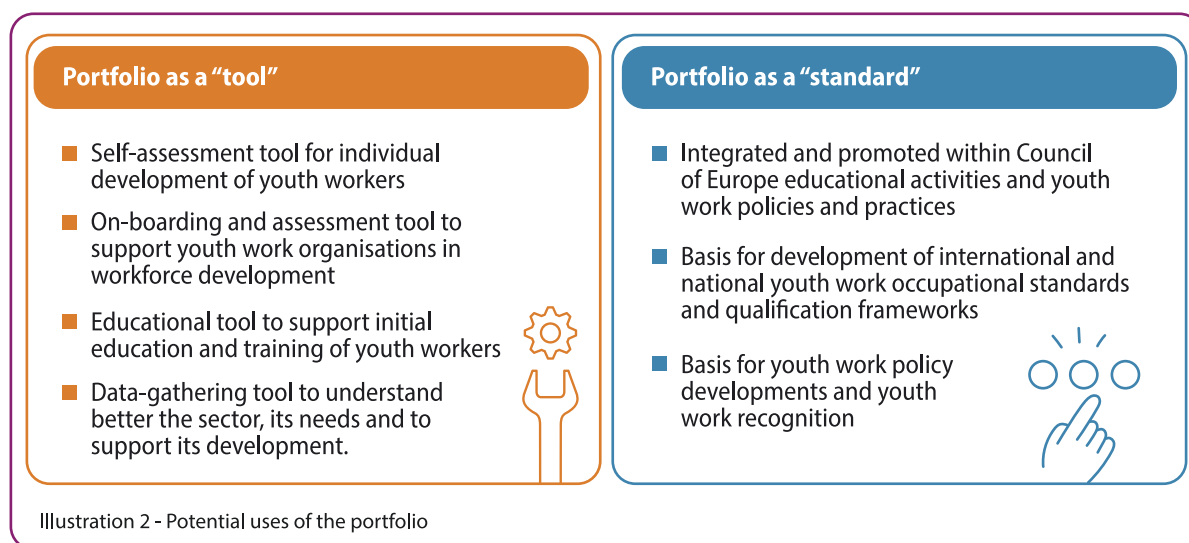 Portfolio as a “tool”
Self-assessment tool for individual
development of youth workers
On-boarding and assessment tool to
support youth work organisations in
workforce development
Educational tool to support initial
education and training of youth workers
Data-gathering tool to understand
better the sector, its needs and to
support its development.
Portfolio as a “standard”
Integrated and promoted within Council
of Europe educational activities and youth
work policies and practices
Basis for development of international and
national youth work occupational standards
and qualification frameworks
Basis for youth work policy
developments and youth
work recognition
Illustration 2 - Potential uses of the portfolio